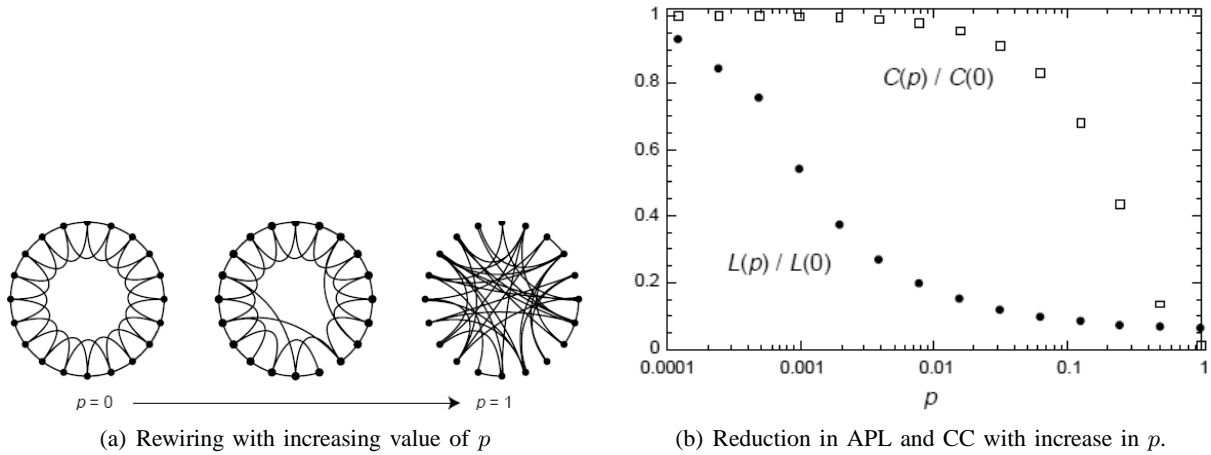 p = 0
p = 1
(a) Rewiring with increasing value of p
1
0.8
0.6
0.4
0.2
0
C(p) / C(0)
L(p) / L(0)
0.0001
0.001
0.01
0.1
1
p
(b) Reduction in APL and CC with increase in p.